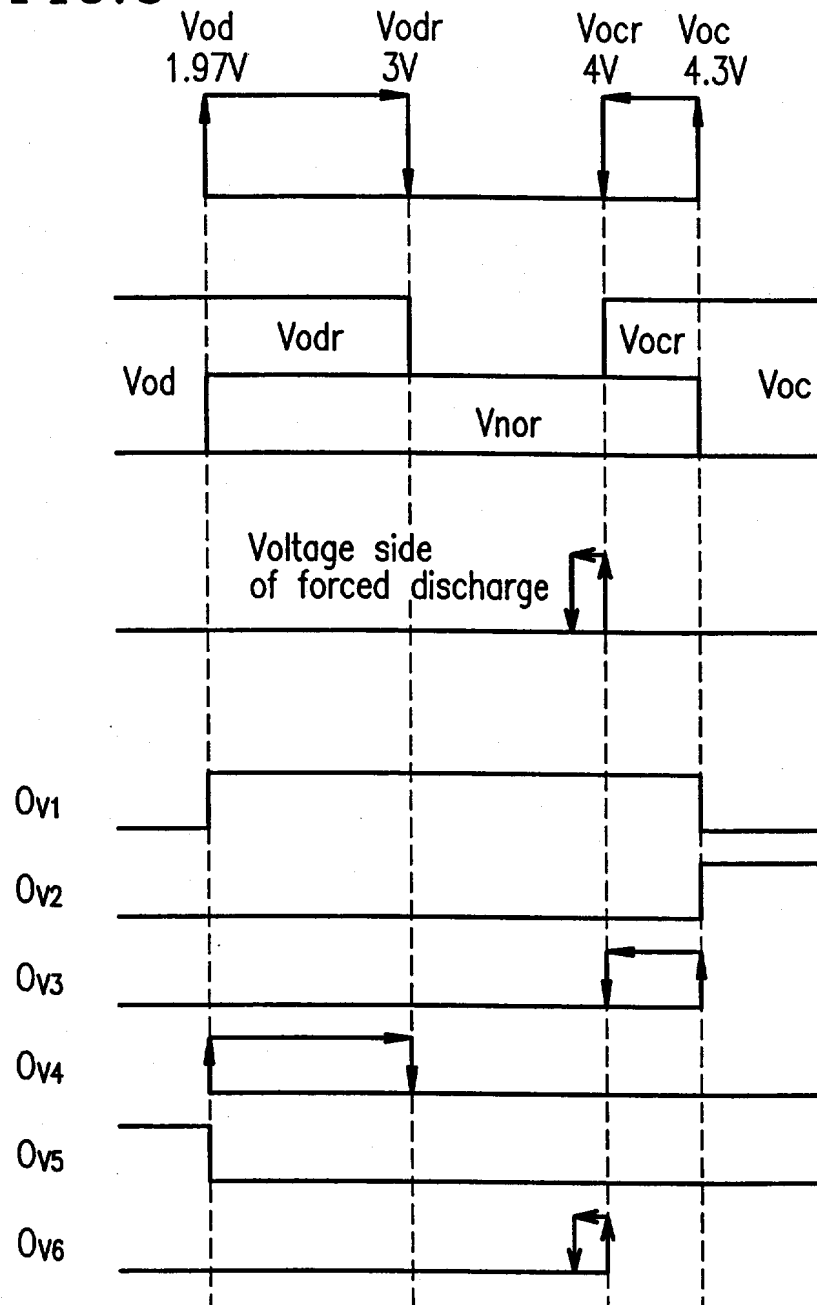 Vod Vodr Vocr Voc
1.97V 3V 4V 4.3V
Vodr Vocr
Vod Voc
Vnor
Voltage side
of forced discharge
Ov1
Ov2
Ov3
Ov4
Ov5
Ov6